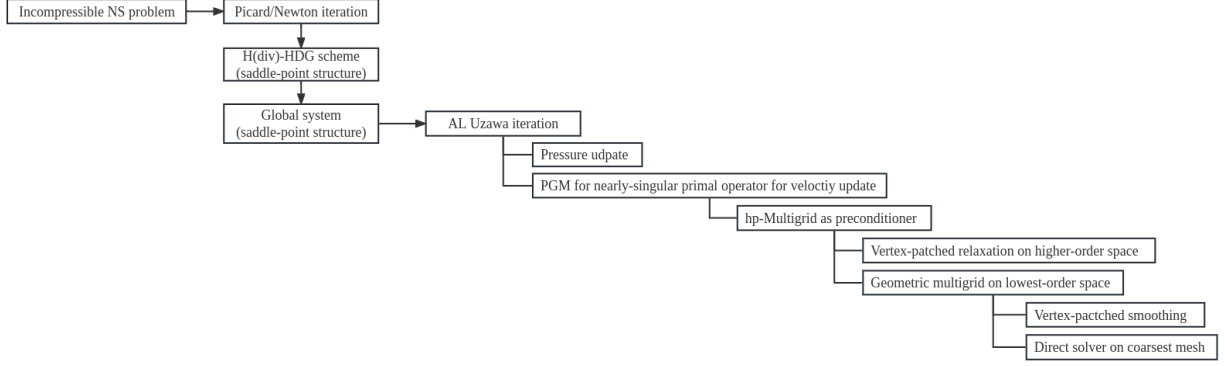 Incompressible NS problem
Picard/Newton iteration
H(div)-HDG scheme
(saddle-point structure)
Global system
(saddle-point structure)
AL Uzawa iteration
Pressure udpate
PGM for nearly-singular primal operator for veloctiy update
hp-Multigrid as preconditioner
Vertex-patched relaxation on higher-order space
Geometric multigrid on lowest-order space
Vertex-pactched smoothing
Direct solver on coarsest mesh